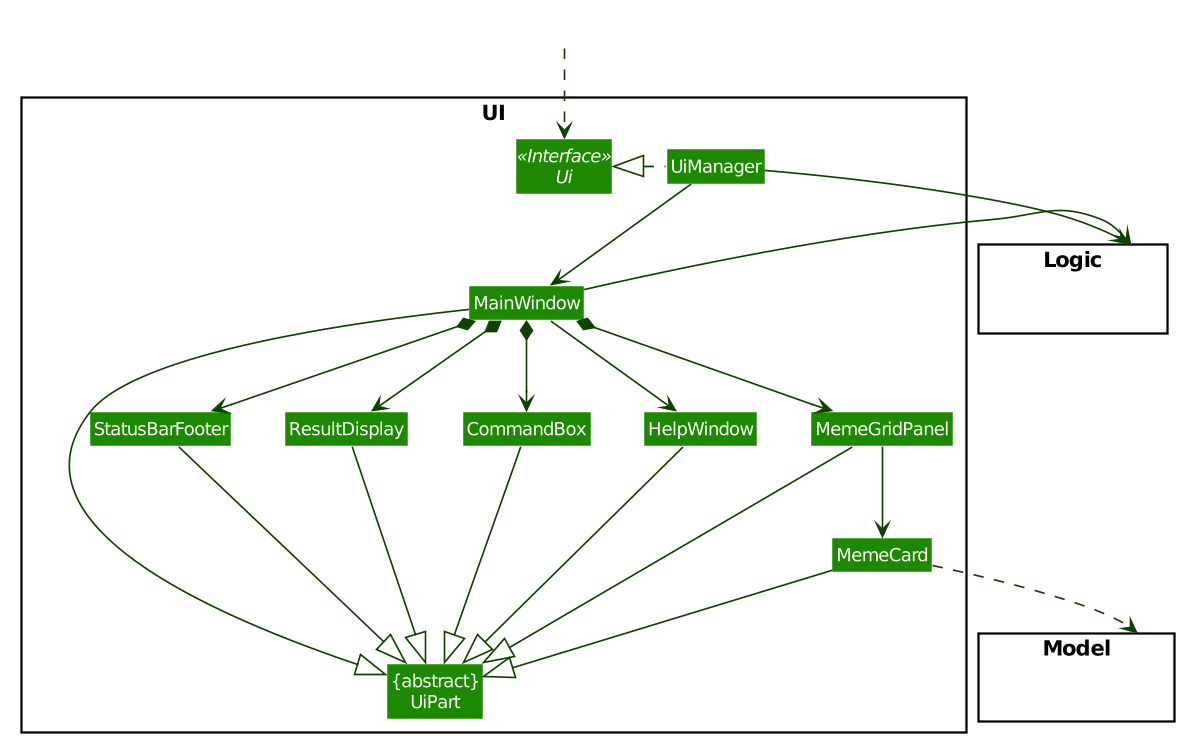 UI
«Interface»
Ui
UiManager
Logic
MainWindow
StatusBarFooter
ResultDisplay
CommandBox
HelpWindow
MemeGridPanel
MemeCard
Model
{abstract}
UiPart